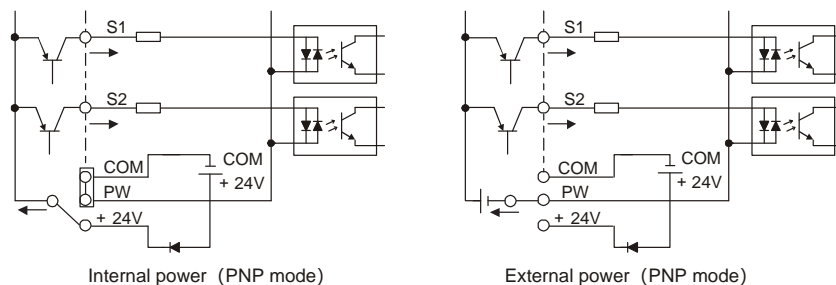 S1
S2
COM
COM
+ 24V
PW
+ 24V
Internal power (PNP mode)
S1
S2
COM
COM
+ 24V
PW
+ 24V
External power (PNP mode)